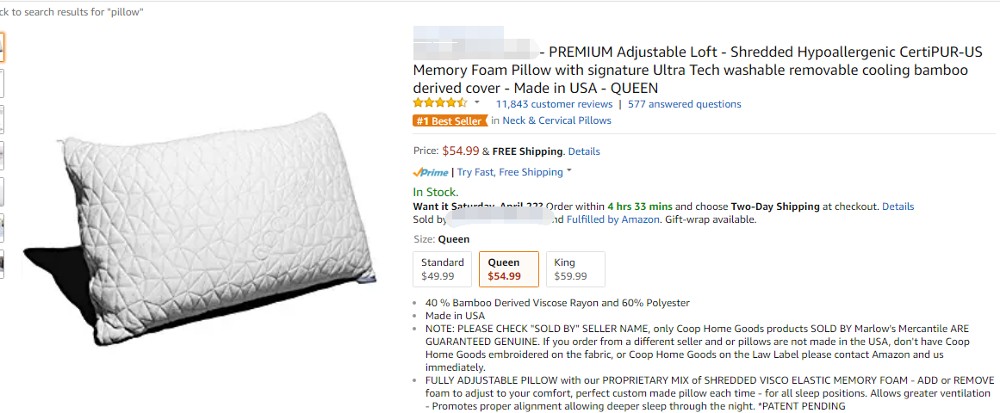 ck to search results for "pillow"
- PREMIUM Adjustable Loft - Shredded Hypoallergenic CertiPUR-US
Memory Foam Pillow with signature Ultra Tech washable removable cooling bamboo
derived cover - Made in USA - QUEEN
11,843 customer reviews | 577 answered questions
#1 Best Seller in Neck & Cervical Pillows
Price: $54.99 & FREE Shipping. Details
Prime | Try Fast, Free Shipping
In Stock.
Want it Saturday, April 22? Order within 4 hrs 33 mins and choose Two-Day Shipping at checkout. Details
Sold by nd Fulfilled by Amazon. Gift-wrap available.
Size: Queen
Standard Queen King
$49.99 $54.99 $59.99
• 40 % Bamboo Derived Viscose Rayon and 60% Polyester
• Made in USA
• NOTE: PLEASE CHECK "SOLD BY" SELLER NAME, only Coop Home Goods products SOLD BY Marlow's Mercantile ARE
GUARANTEED GENUINE. If you order from a different seller and or pillows are not made in the USA, don't have Coop
Home Goods embroidered on the fabric, or Coop Home Goods on the Law Label please contact Amazon and us
immediately.
• FULLY ADJUSTABLE PILLOW with our PROPRIETARY MIX of SHREDDED VISCO ELASTIC MEMORY FOAM - ADD or REMOVE
foam to adjust to your comfort, perfect custom made pillow each time - for all sleep positions. Allows greater ventilation
- Promotes proper alignment allowing deeper sleep through the night. *PATENT PENDING